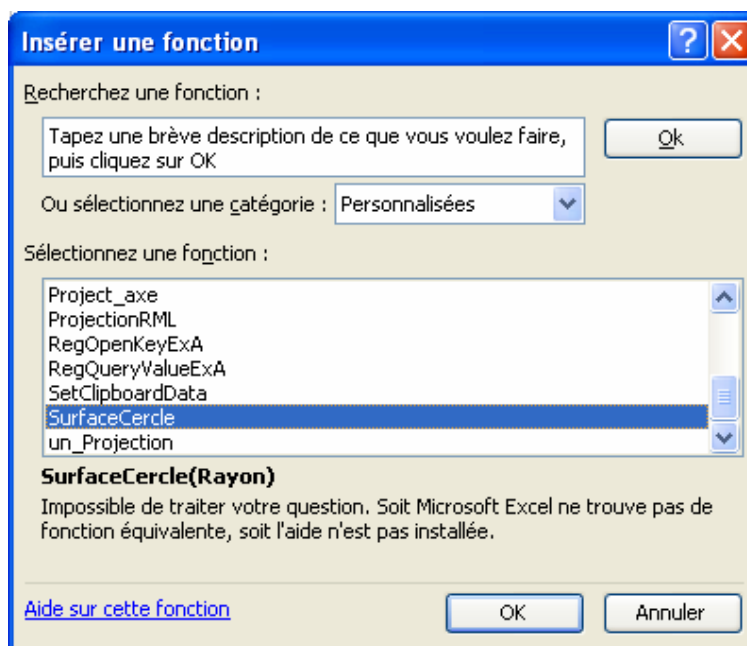 Insérer une fonction
Recherchez une fonction :
Tapez une brève description de ce que vous voulez faire,
puis cliquez sur OK
Ok
Ou sélectionnez une catégorie : Personnalisées
Sélectionnez une fonction :
Project_axe
ProjectionRML
RegOpenKeyExA
RegQueryValueExA
SetClipboardData
SurfaceCercle
un_Projection
SurfaceCercle(Rayon)
Impossible de traiter votre question. Soit Microsoft Excel ne trouve pas de
fonction équivalente, soit l'aide n'est pas installée.
Aide sur cette fonction
OK
Annuler